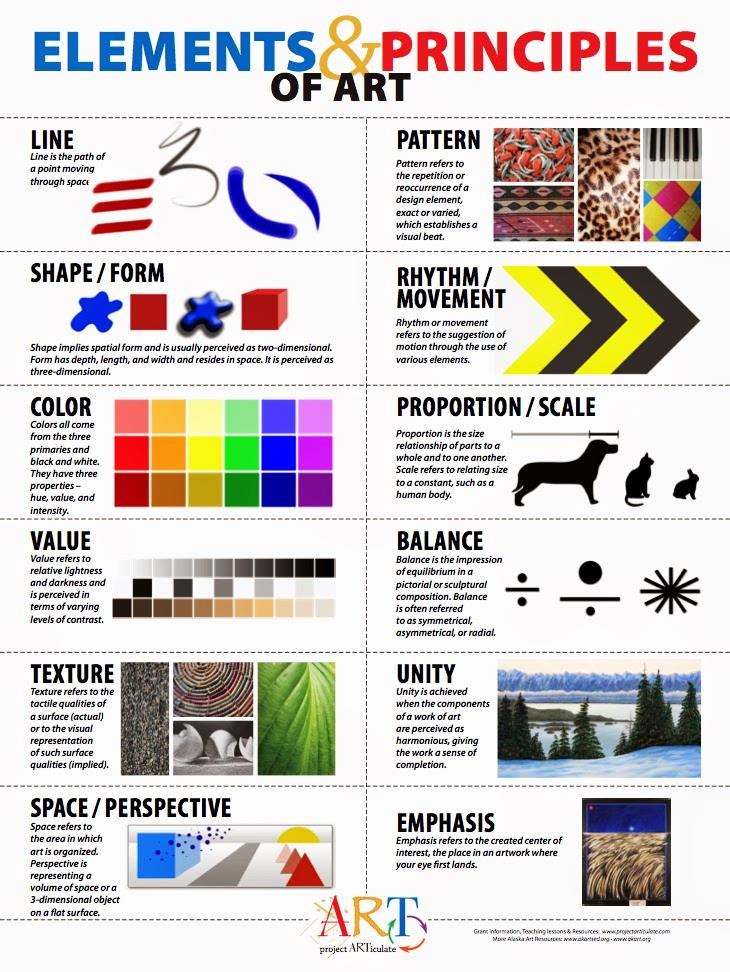 ELEMENTS & PRINCIPLES
OF ART
LINE
Line is the path of
a point moving
through space
SHAPE / FORM
Shape implies spatial form and is usually perceived as two-dimensional.
Form has depth, length, and width and resides in space. It is perceived as
three-dimensional.
COLOR
Colors all come
from the three
primaries and
black and white.
They have three
properties –
hue, value, and
intensity.
VALUE
Value refers to
relative lightness
and darkness and
is perceived in
terms of varying
levels of contrast.
TEXTURE
Texture refers to the
tactile qualities of
a surface (actual)
or to the visual
representation
of such surface
qualities (implied).
SPACE / PERSPECTIVE
Space refers to
the area in which
art is organized.
Perspective is
representing a
volume of space or a
3-dimensional object
on a flat surface.
PATTERN
Pattern refers to
the repetition or
reoccurrence of a
design element,
exact or varied,
which establishes a
visual beat.
RHYTHM /
MOVEMENT
Rhythm or movement
refers to the suggestion of
motion through the use of
various elements.
PROPORTION / SCALE
Proportion is the size
relationship of parts to a
whole and to one another.
Scale refers to relating size
to a constant, such as a
human body.
BALANCE
Balance is the impression
of equilibrium in a
pictorial or sculptural
composition. Balance
is often referred
to as symmetrical,
asymmetrical, or radial.
UNITY
Unity is achieved
when the components
of a work of art
are perceived as
harmonious, giving
the work a sense of
completion.
EMPHASIS
Emphasis refers to the created center of
interest, the place in an artwork where
your eye first lands.
ART
project ARTiculate
Grant Information, Teaching lessons & Resources: www.projectarticulate.com
More Alaska Art Resources: www.akartsed.org • www.akart.org